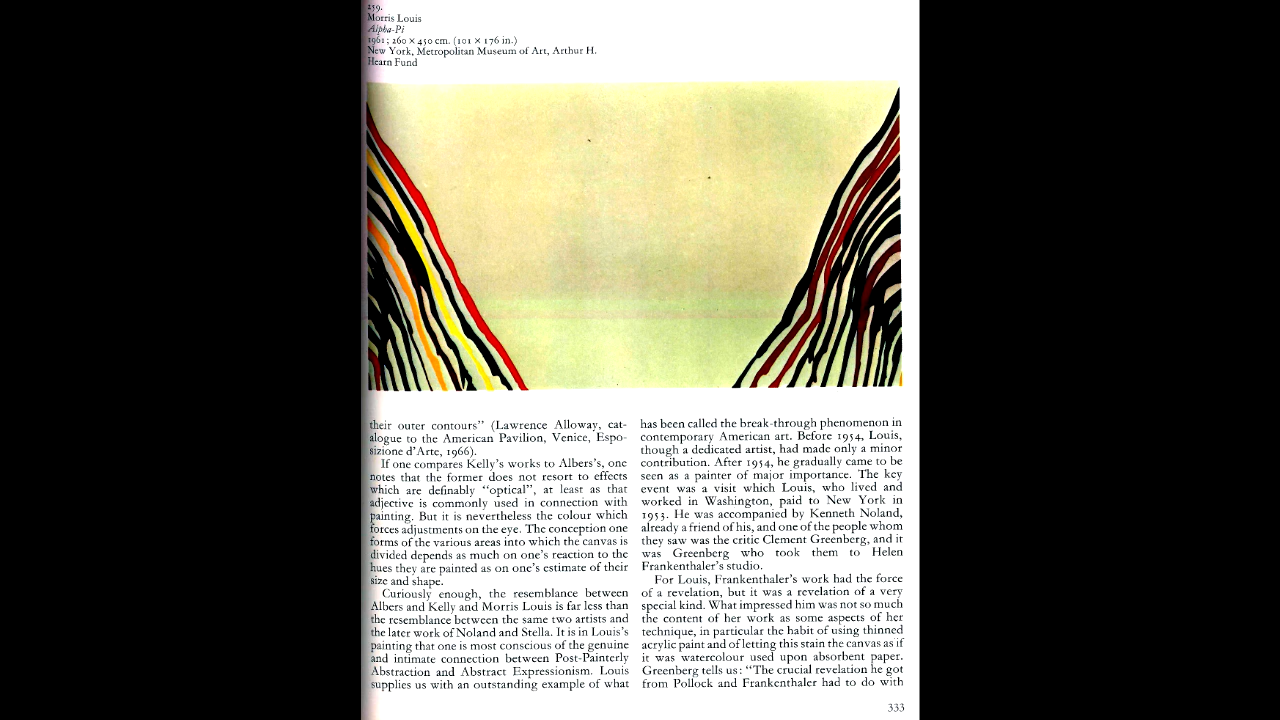 239.
Morris Louis
Alpha-Pi
1961; 260 × 450 cm. (101 × 176 in.)
New York, Metropolitan Museum of Art, Arthur H.
Hearn Fund
their outer contours” (Lawrence Alloway, cat-
alogue to the American Pavilion, Venice, Espo-
sizione d’Arte, 1966).
If one compares Kelly’s works to Albers’s, one
notes that the former does not resort to effects
which are definably “optical”, at least as that
adjective is commonly used in connection with
painting. But it is nevertheless the colour which
forces adjustments on the eye. The conception one
forms of the various areas into which the canvas is
divided depends as much on one’s reaction to the
hues they are painted as on one’s estimate of their
size and shape.
Curiously enough, the resemblance between
Albers and Kelly and Morris Louis is far less than
the resemblance between the same two artists and
the later work of Noland and Stella. It is in Louis’s
painting that one is most conscious of the genuine
and intimate connection between Post-Painterly
Abstraction and Abstract Expressionism. Louis
supplies us with an outstanding example of what
has been called the break-through phenomenon in
contemporary American art. Before 1954, Louis,
though a dedicated artist, had made only a minor
contribution. After 1954, he gradually came to be
seen as a painter of major importance. The key
event was a visit which Louis, who lived and
worked in Washington, paid to New York in
1953. He was accompanied by Kenneth Noland,
already a friend of his, and one of the people whom
they saw was the critic Clement Greenberg, and it
was Greenberg who took them to Helen
Frankenthaler’s studio.
For Louis, Frankenthaler’s work had the force
of a revelation, but it was a revelation of a very
special kind. What impressed him was not so much
the content of her work as some aspects of her
technique, in particular the habit of using thinned
acrylic paint and of letting this stain the canvas as if
it was watercolour used upon absorbent paper.
Greenberg tells us: “The crucial revelation he got
from Pollock and Frankenthaler had to do with
333